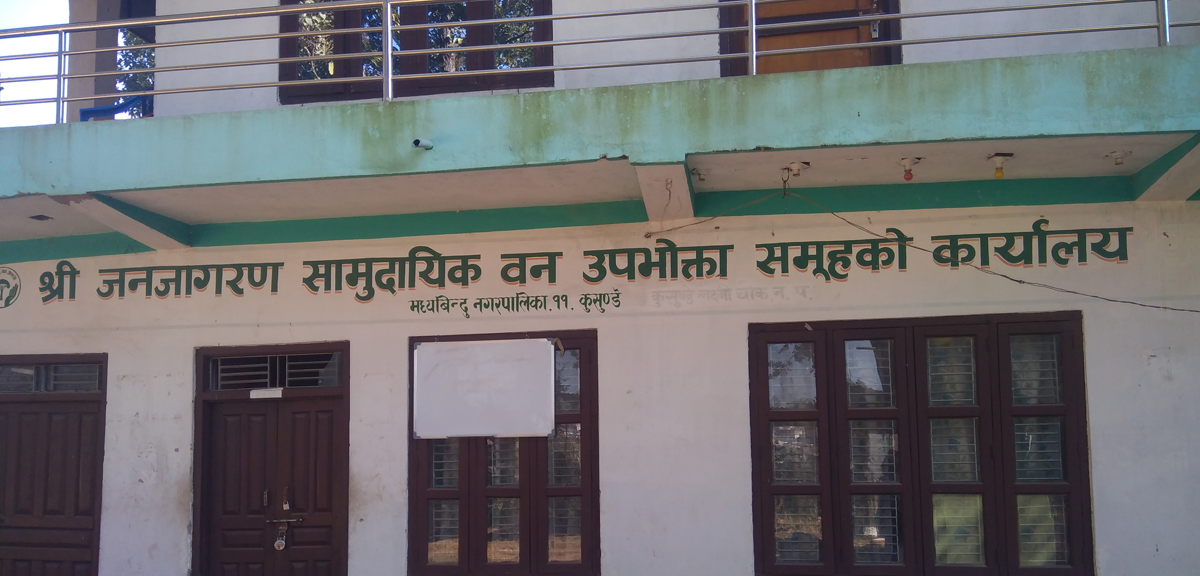 श्री जनजागरण सामुदायिक वन उपभोक्ता समूहको कार्यालय
मध्यबिन्दु नगरपालिका.११. कुसुण्डे